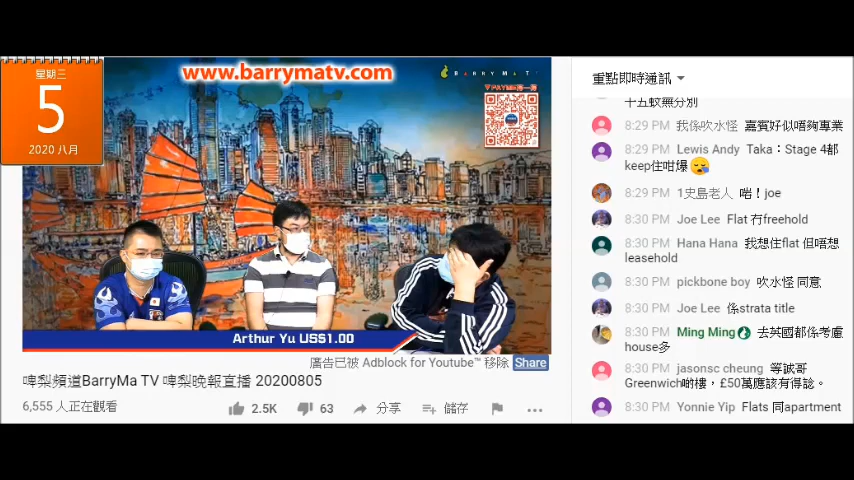 星期三
5
2020 八月
www.barrymatv.com
BARRYMA T
PAYME撐一撐
Arthur Yu US$1.00
廣告已被 Adblock for Youtube™ 移除 Share
啤梨頻道BarryMa TV 啤梨晚報直播 20200805
6,555 人正在觀看
2.5K
63
分享
儲存
重點即時通訊
十五蚊無分別
8:29 PM 我係吹水怪 嘉賓好似唔夠專業
8:29 PM Lewis Andy Taka：Stage 4都
keep住咁爆
8:29 PM 1史島老人 啱！joe
8:30 PM Joe Lee Flat 冇freehold
8:30 PM Hana Hana 我想住flat 但唔想
leasehold
8:30 PM pickbone boy 吹水怪 同意
8:30 PM Joe Lee 係strata title
8:30 PM Ming Ming 去英國都係考慮
house多
8:30 PM jasonsc cheung 等誠哥
Greenwich啲樓，£50萬應該有得諗。
8:30 PM Yonnie Yip Flats 同apartment